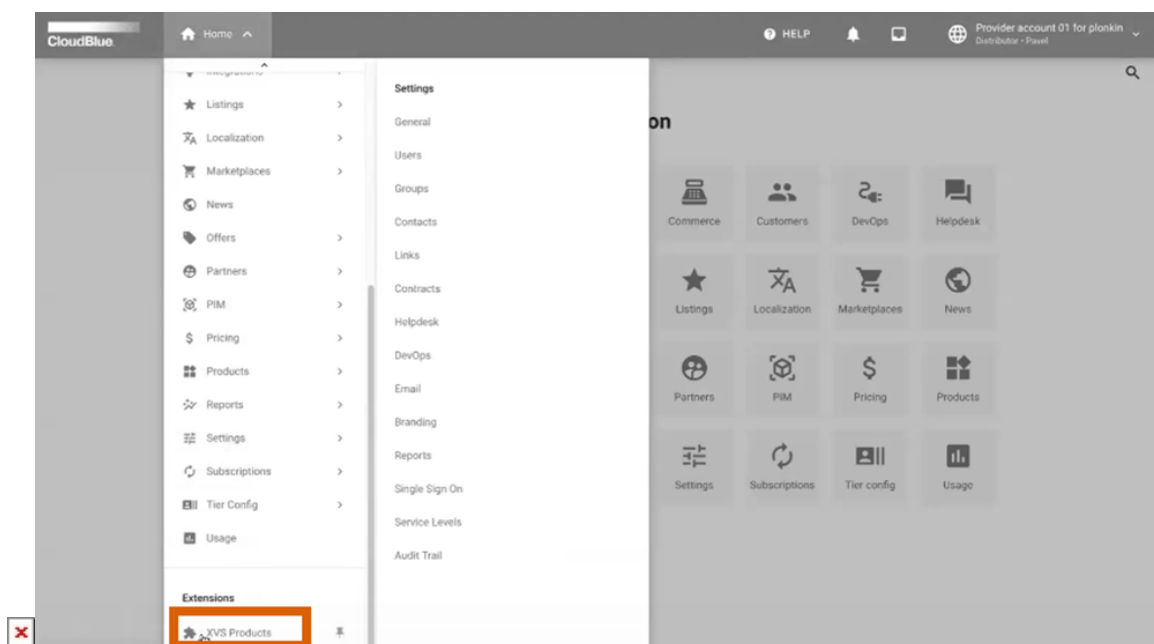 CloudBlue
Home
HELP
Provider account 01 for plonkin
Distributor - Pavel
Integrations
Listings
Localization
Marketplaces
News
Offers
Partners
PIM
Pricing
Products
Reports
Settings
Subscriptions
Tier Config
Usage
Extensions
XVS Products
Settings
General
Users
Groups
Contacts
Links
Contracts
Helpdesk
DevOps
Email
Branding
Reports
Single Sign On
Service Levels
Audit Trail
on
Commerce Customers DevOps Helpdesk
Listings Localization Marketplaces News
Partners PIM Pricing Products
Settings Subscriptions Tier config Usage